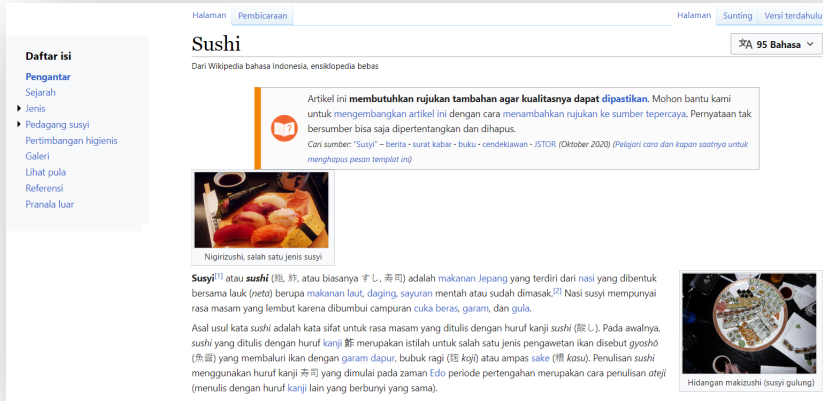 Halaman Pembicaraan Halaman Sunting Versi terdahulu
Daftar isi
Pengantar
Sejarah
Jenis
Pedagang susyi
Pertimbangan higienis
Galeri
Lihat pula
Referensi
Pranala luar
Sushi
95 Bahasa
Dari Wikipedia bahasa Indonesia, ensiklopedia bebas
Artikel ini membutuhkan rujukan tambahan agar kualitasnya dapat dipastikan. Mohon bantu kami
untuk mengembangkan artikel ini dengan cara menambahkan rujukan ke sumber tepercaya. Pernyataan tak
bersumber bisa saja dipertentangkan dan dihapus.
Cari sumber: "Susyi" – berita · surat kabar · buku · cendekiawan · JSTOR (Oktober 2020) (Pelajari cara dan kapan saatnya untuk
menghapus pesan templat ini)
Nigirizushi, salah satu jenis susyi
Susyi[1] atau sushi (鮨, 鮓, atau biasanya すし, 寿司) adalah makanan Jepang yang terdiri dari nasi yang dibentuk
bersama lauk (neta) berupa makanan laut, daging, sayuran mentah atau sudah dimasak.[2] Nasi susyi mempunyai
rasa masam yang lembut karena dibumbui campuran cuka beras, garam, dan gula.
Asal usul kata sushi adalah kata sifat untuk rasa masam yang ditulis dengan huruf kanji sushi (酸し). Pada awalnya,
sushi yang ditulis dengan huruf kanji 鮓 merupakan istilah untuk salah satu jenis pengawetan ikan disebut gyoshō
(魚醤) yang membaluri ikan dengan garam dapur, bubuk ragi (麹 koji) atau ampas sake (糟 kasu). Penulisan sushi
menggunakan huruf kanji 寿司 yang dimulai pada zaman Edo periode pertengahan merupakan cara penulisan ateji
(menulis dengan huruf kanji lain yang berbunyi yang sama).
Hidangan makizushi (susyi gulung)